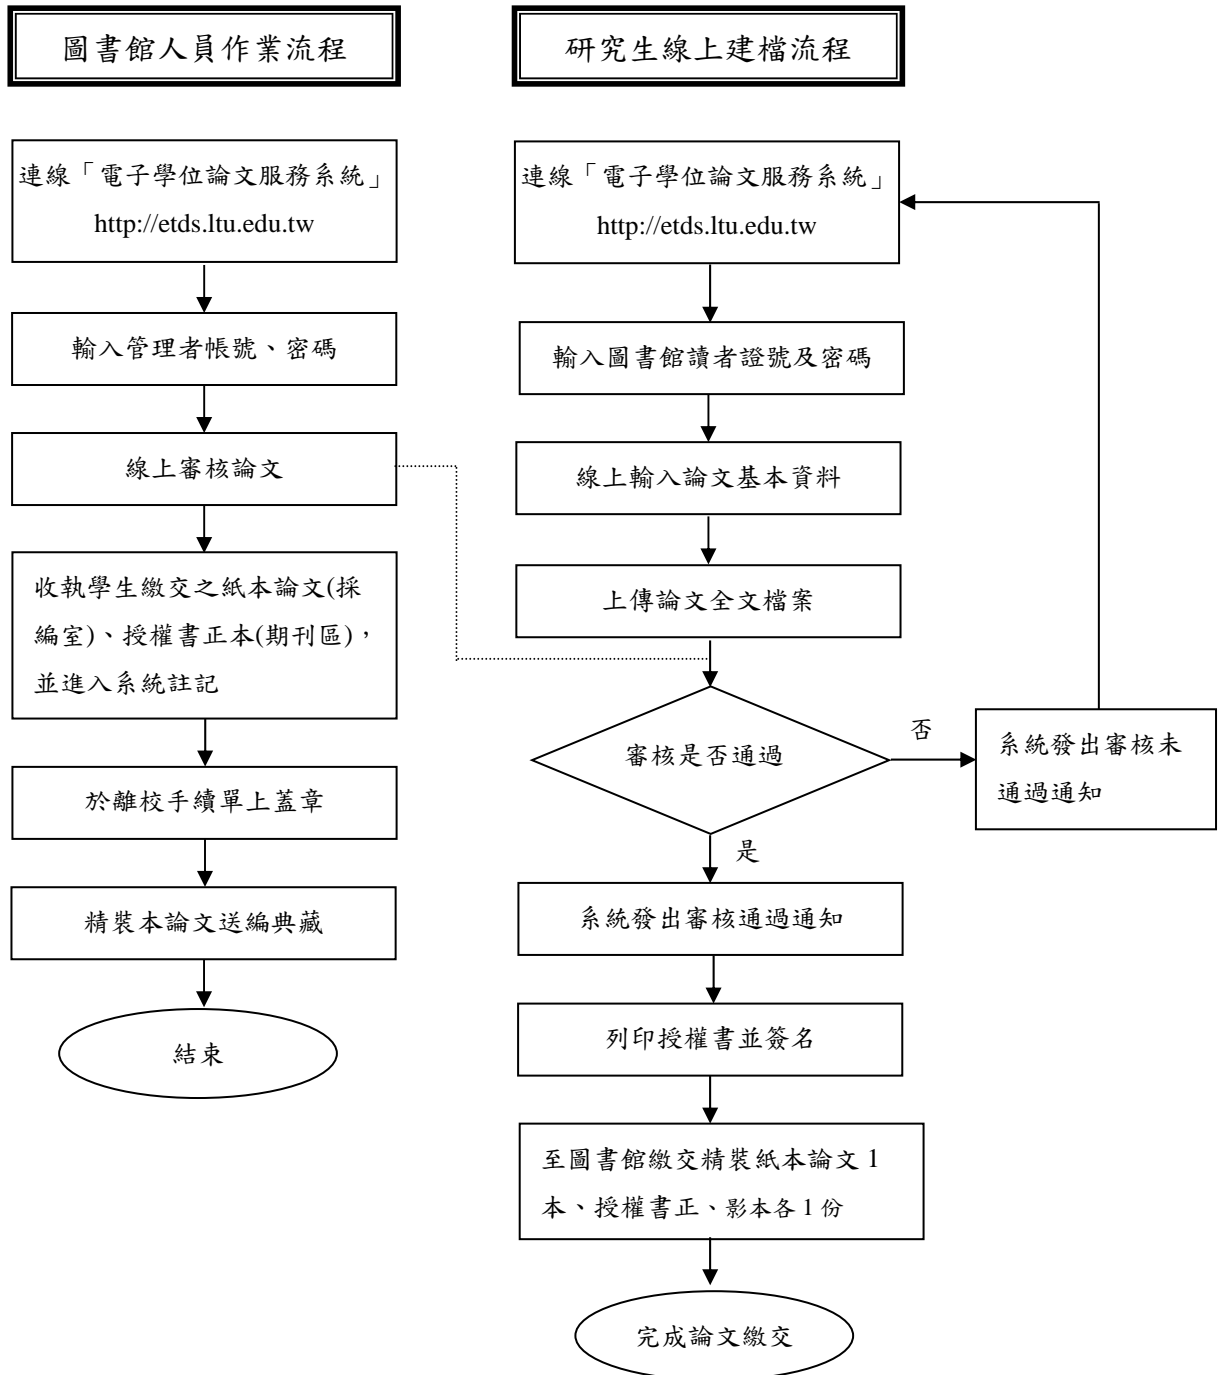 圖書館人員作業流程
連線「電子學位論文服務系統」
http://etds.ltu.edu.tw
輸入管理者帳號、密碼
線上審核論文
收執學生繳交之紙本論文(採
編室)、授權書正本(期刊區),
並進入系統註記
於離校手續單上蓋章
精裝本論文送編典藏
結束
研究生線上建檔流程
連線「電子學位論文服務系統」
http://etds.ltu.edu.tw
輸入圖書館讀者證號及密碼
線上輸入論文基本資料
上傳論文全文檔案
審核是否通過
否
系統發出審核未
通過通知
是
系統發出審核通過通知
列印授權書並簽名
至圖書館繳交精裝紙本論文 1
本、授權書正、影本各 1 份
完成論文繳交